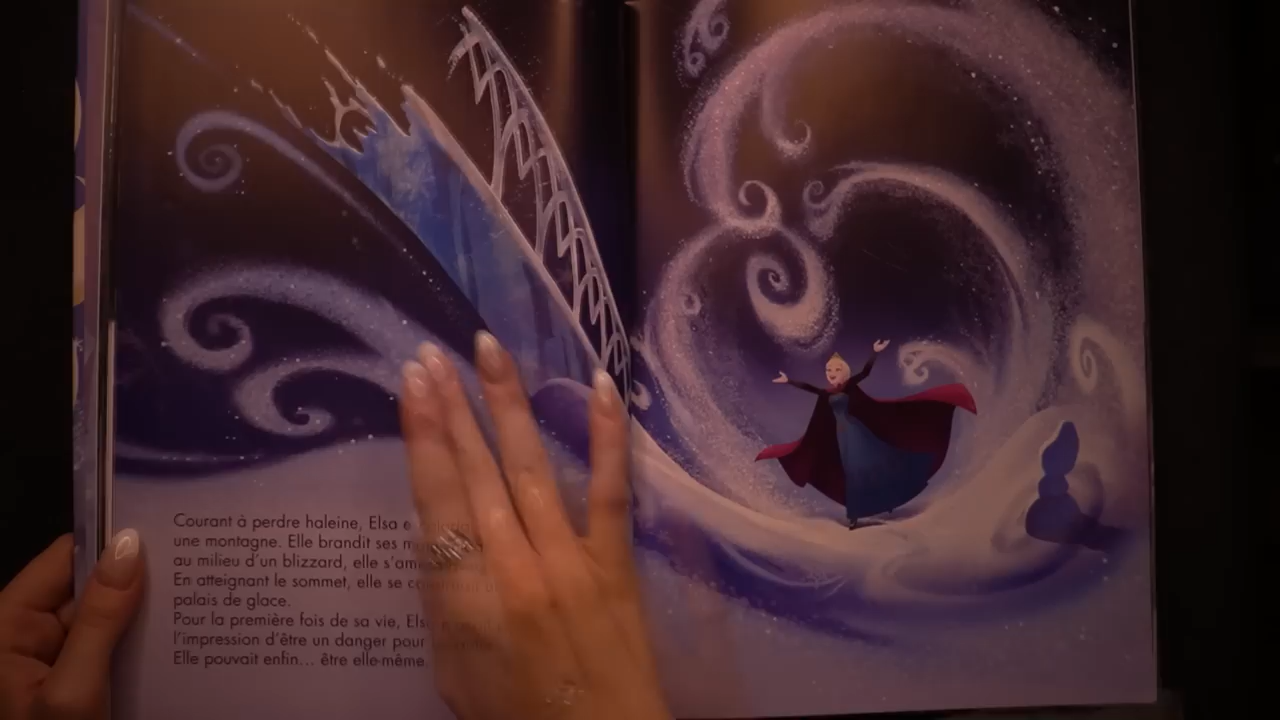 Courant à perdre haleine, Elsa e
une montagne. Elle brandit ses m
au milieu d'un blizzard, elle s'am
En atteignant le sommet, elle se co
palais de glace.
Pour la première fois de sa vie, Elsa
l'impression d'être un danger pour
Elle pouvait enfin... être elle-même.